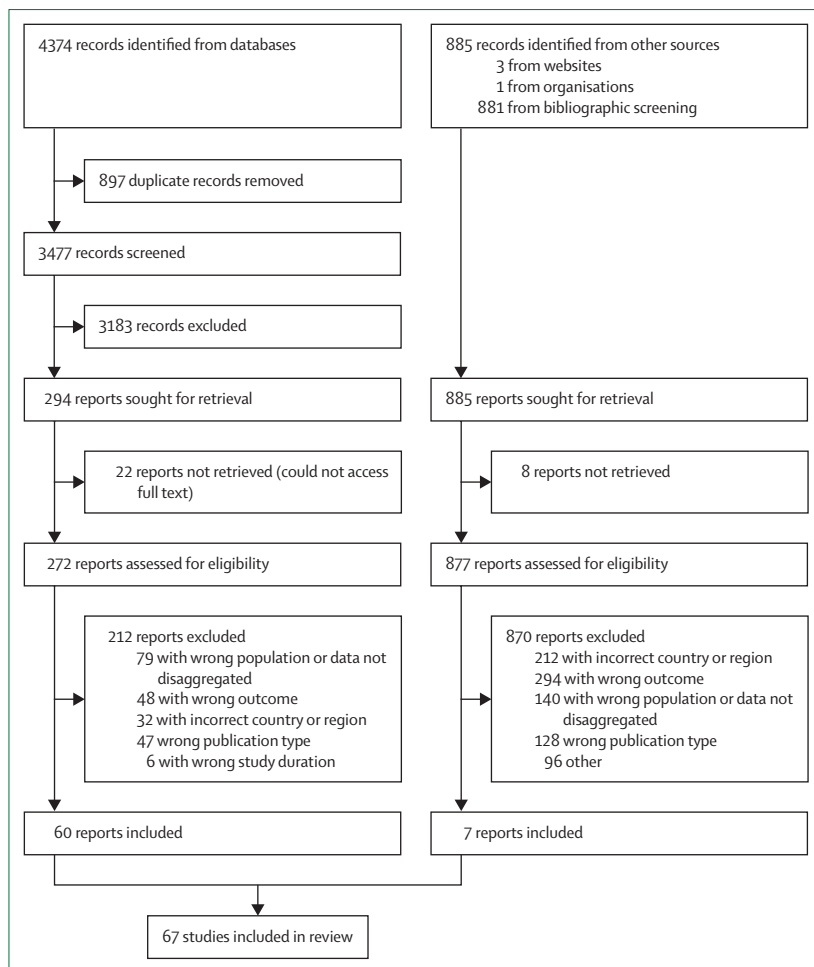 4374 records identified from databases
885 records identified from other sources
3 from websites
1 from organisations
881 from bibliographic screening
897 duplicate records removed
3477 records screened
3183 records excluded
294 reports sought for retrieval
885 reports sought for retrieval
22 reports not retrieved (could not access
full text)
8 reports not retrieved
272 reports assessed for eligibility
877 reports assessed for eligibility
212 reports excluded
79 with wrong population or data not
disaggregated
48 with wrong outcome
32 with incorrect country or region
47 wrong publication type
6 with wrong study duration
870 reports excluded
212 with incorrect country or region
294 with wrong outcome
140 with wrong population or data not
disaggregated
128 wrong publication type
96 other
60 reports included
7 reports included
67 studies included in review